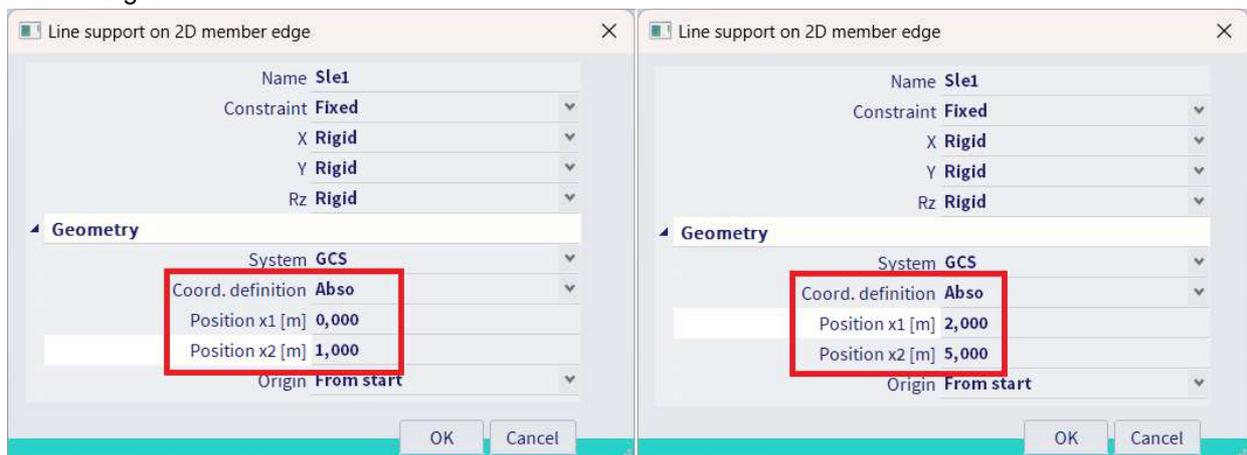 Line support on 2D member edge
Name Sle1
Constraint Fixed
X Rigid
Y Rigid
Rz Rigid
Geometry
System GCS
Coord. definition Abso
Position x1 [m] 0,000
Position x2 [m] 1,000
Origin From start
OK Cancel
Line support on 2D member edge
Name Sle1
Constraint Fixed
X Rigid
Y Rigid
Rz Rigid
Geometry
System GCS
Coord. definition Abso
Position x1 [m] 2,000
Position x2 [m] 5,000
Origin From start
OK Cancel